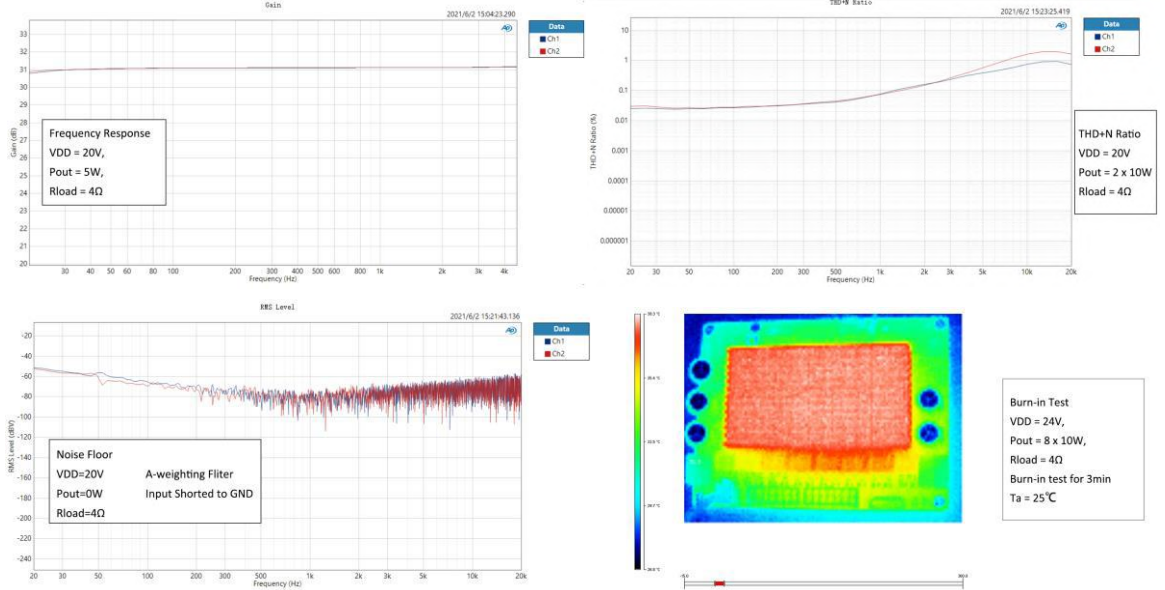 Gain
2021/6/2 15:04:23.290
Data
Ch1
Ch2
Gain (dB)
33
32
31
30
29
28
27
26
25
24
23
22
21
20
Frequency Response
VDD = 20V,
Pout = 5W,
Rload = 4Ω
30 40 50 60 80 100 200 300 400 500 600 800 1k 2k 3k 4k
Frequency (Hz)
THD+N Ratio
2021/6/2 15:23:25.419
Data
Ch1
Ch2
THD+N Ratio (%)
10
1
0.1
0.01
0.001
0.0001
0.00001
0.000001
20 30 50 100 200 300 500 1k 2k 3k 5k 10k 20k
Frequency (Hz)
THD+N Ratio
VDD = 20V
Pout = 2 x 10W
Rload = 4Ω
RMS Level
2021/6/2 15:21:43.136
Data
Ch1
Ch2
RMS Level (dBV)
-20
-40
-60
-80
-100
-120
-140
-160
-180
-200
-220
-240
Noise Floor
VDD=20V A-weighting Fliter
Pout=0W Input Shorted to GND
Rload=4Ω
20 30 50 100 200 300 500 1k 2k 3k 5k 10k 20k
Frequency (Hz)
Burn-in Test
VDD = 24V,
Pout = 8 x 10W,
Rload = 4Ω
Burn-in test for 3min
Ta = 25℃